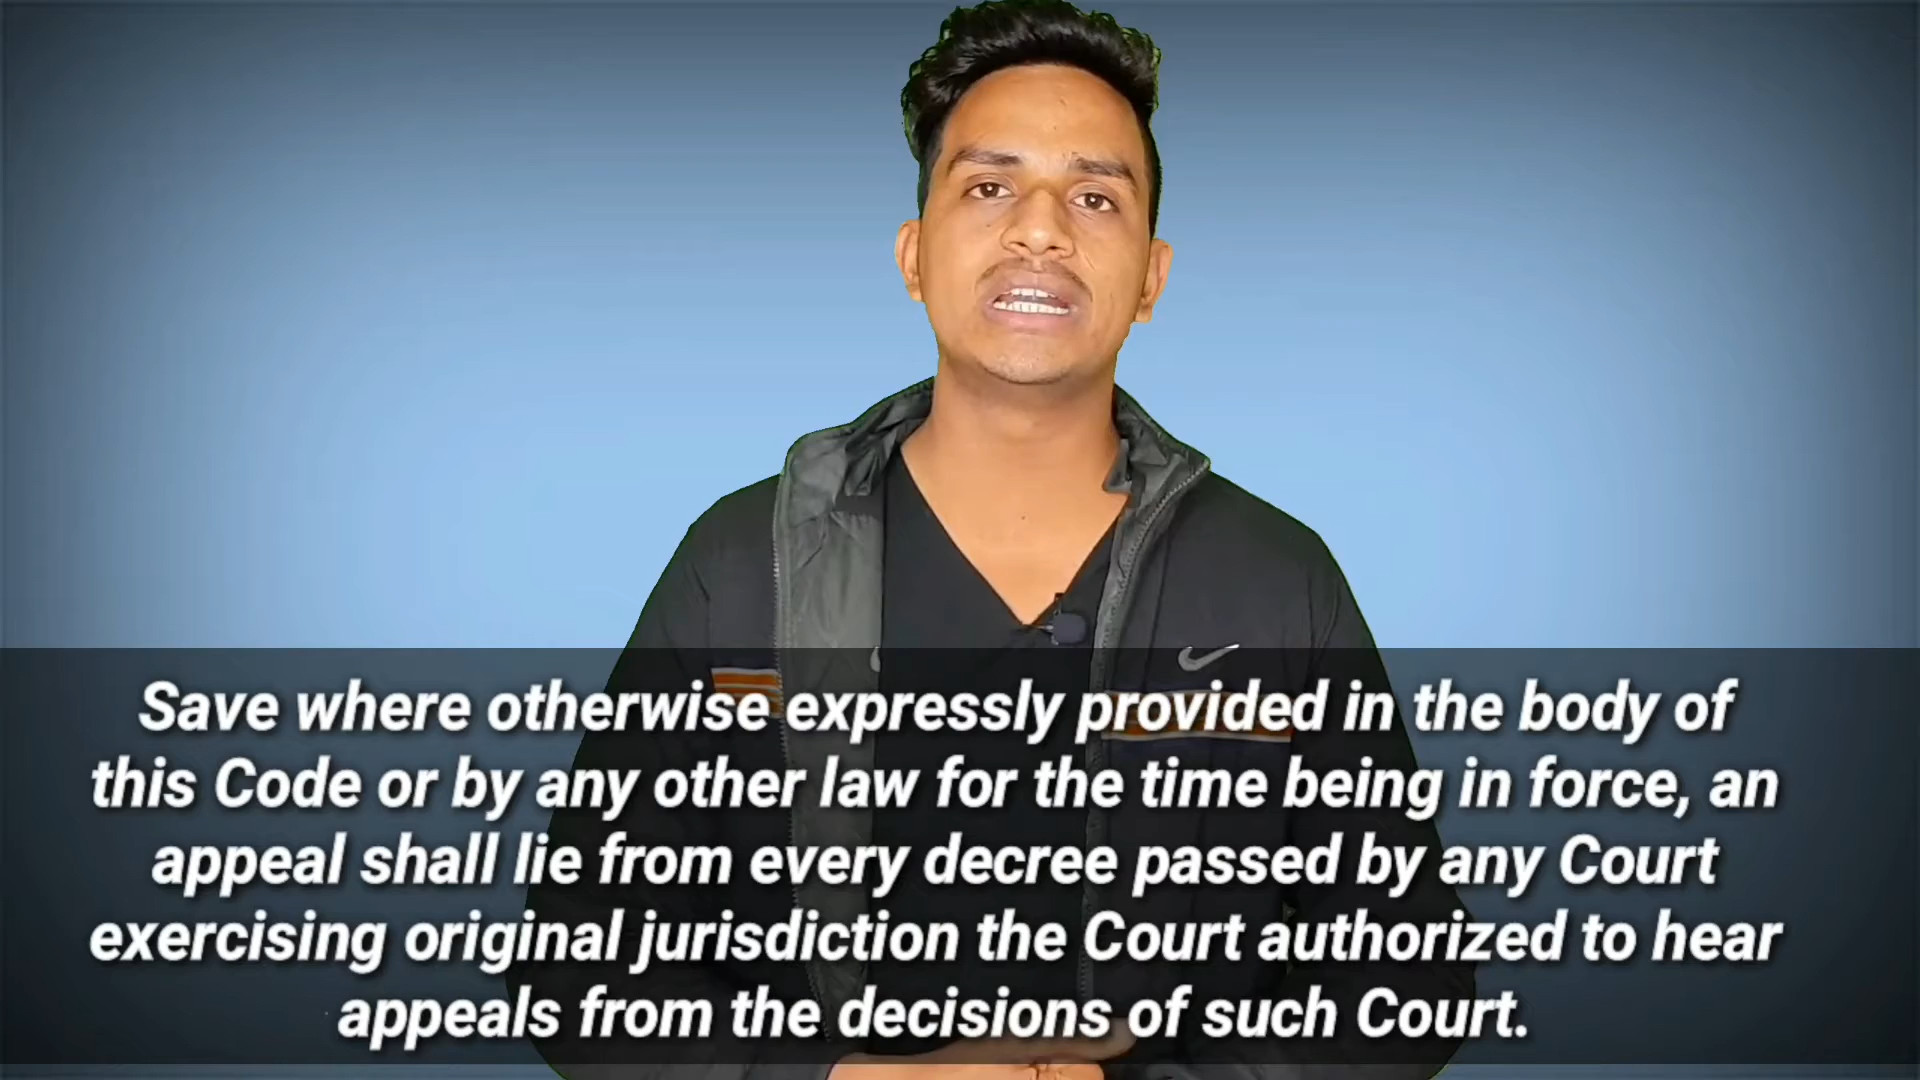 Save where otherwise expressly provided in the body of
this Code or by any other law for the time being in force, an
appeal shall lie from every decree passed by any Court
exercising original jurisdiction the Court authorized to hear
appeals from the decisions of such Court.